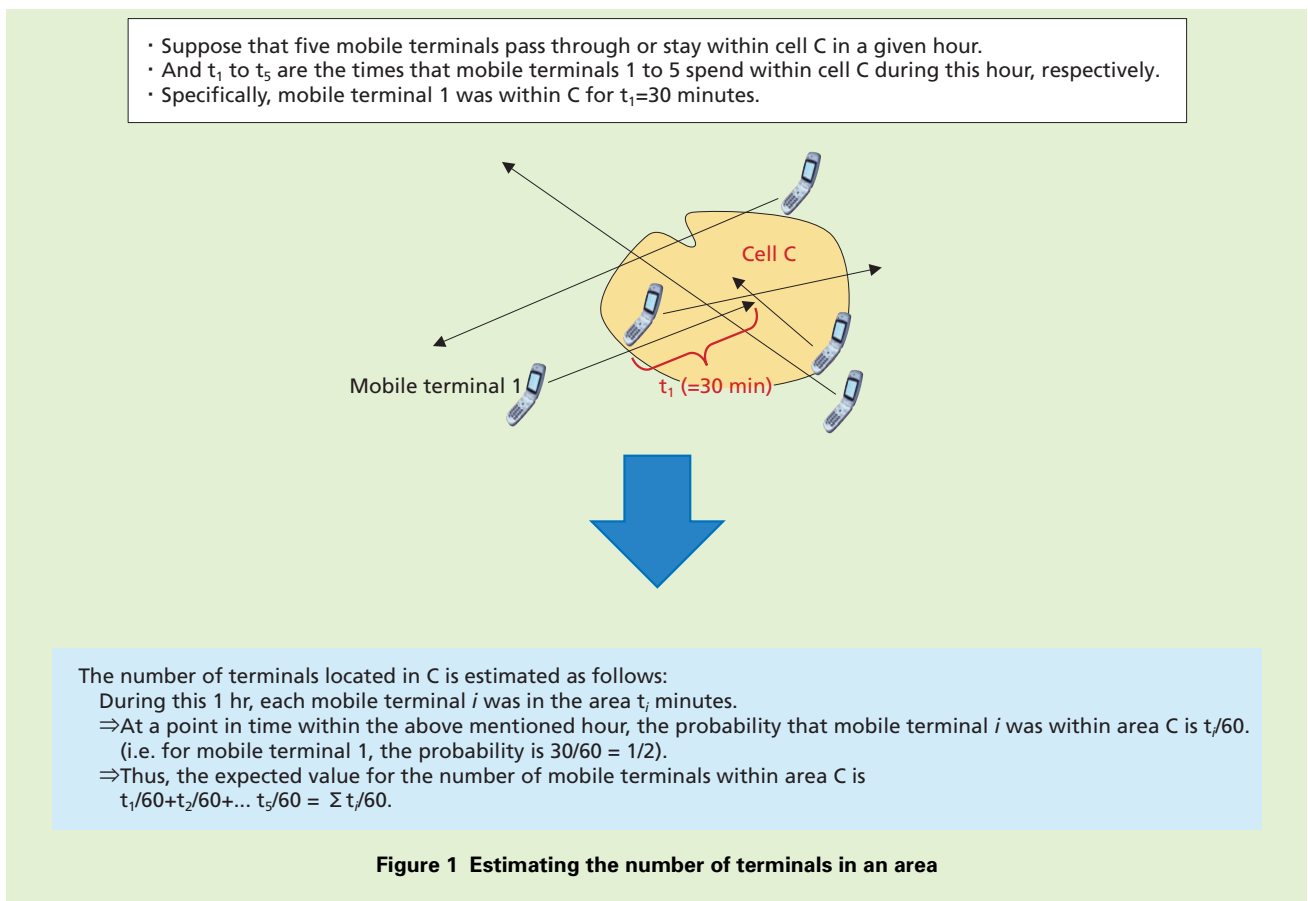 · Suppose that five mobile terminals pass through or stay within cell C in a given hour.
· And t₁ to t₅ are the times that mobile terminals 1 to 5 spend within cell C during this hour, respectively.
· Specifically, mobile terminal 1 was within C for t₁=30 minutes.
Cell C
Mobile terminal 1
t₁ (=30 min)
The number of terminals located in C is estimated as follows:
During this 1 hr, each mobile terminal i was in the area tᵢ minutes.
⇒At a point in time within the above mentioned hour, the probability that mobile terminal i was within area C is tᵢ/60.
(i.e. for mobile terminal 1, the probability is 30/60 = 1/2).
⇒Thus, the expected value for the number of mobile terminals within area C is
t₁/60+t₂/60+... t₅/60 = Σtᵢ/60.
Figure 1 Estimating the number of terminals in an area